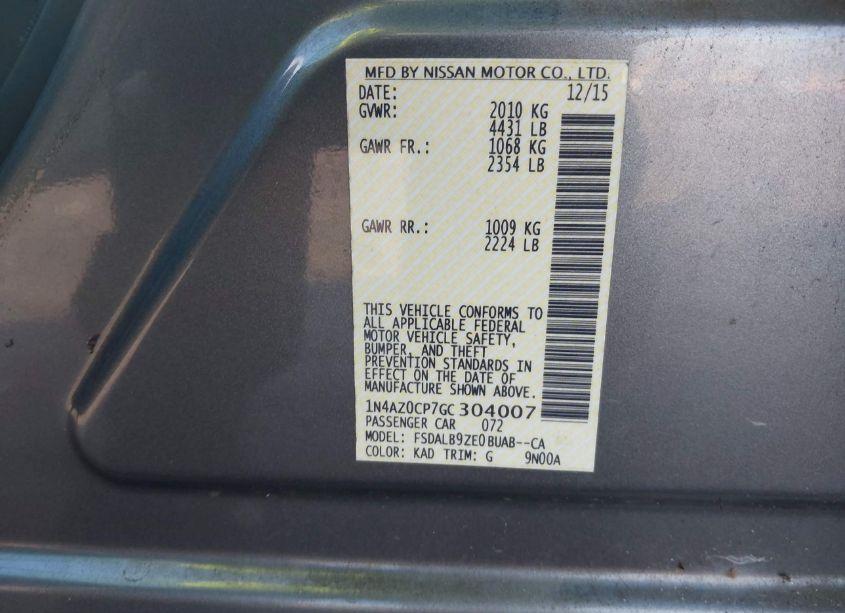 MFD BY NISSAN MOTOR CO., LTD.
DATE: 12/15
GVWR: 2010 KG
4431 LB
GAWR FR.: 1068 KG
2354 LB
GAWR RR.: 1009 KG
2224 LB
THIS VEHICLE CONFORMS TO
ALL APPLICABLE FEDERAL
MOTOR VEHICLE SAFETY,
BUMPER, AND THEFT
PREVENTION STANDARDS IN
EFFECT ON THE DATE OF
MANUFACTURE SHOWN ABOVE.
1N4AZ0CP7GC304007
PASSENGER CAR 072
MODEL: FSDALB9ZE0BUAB--CA
COLOR: KAD TRIM: G 9N00A